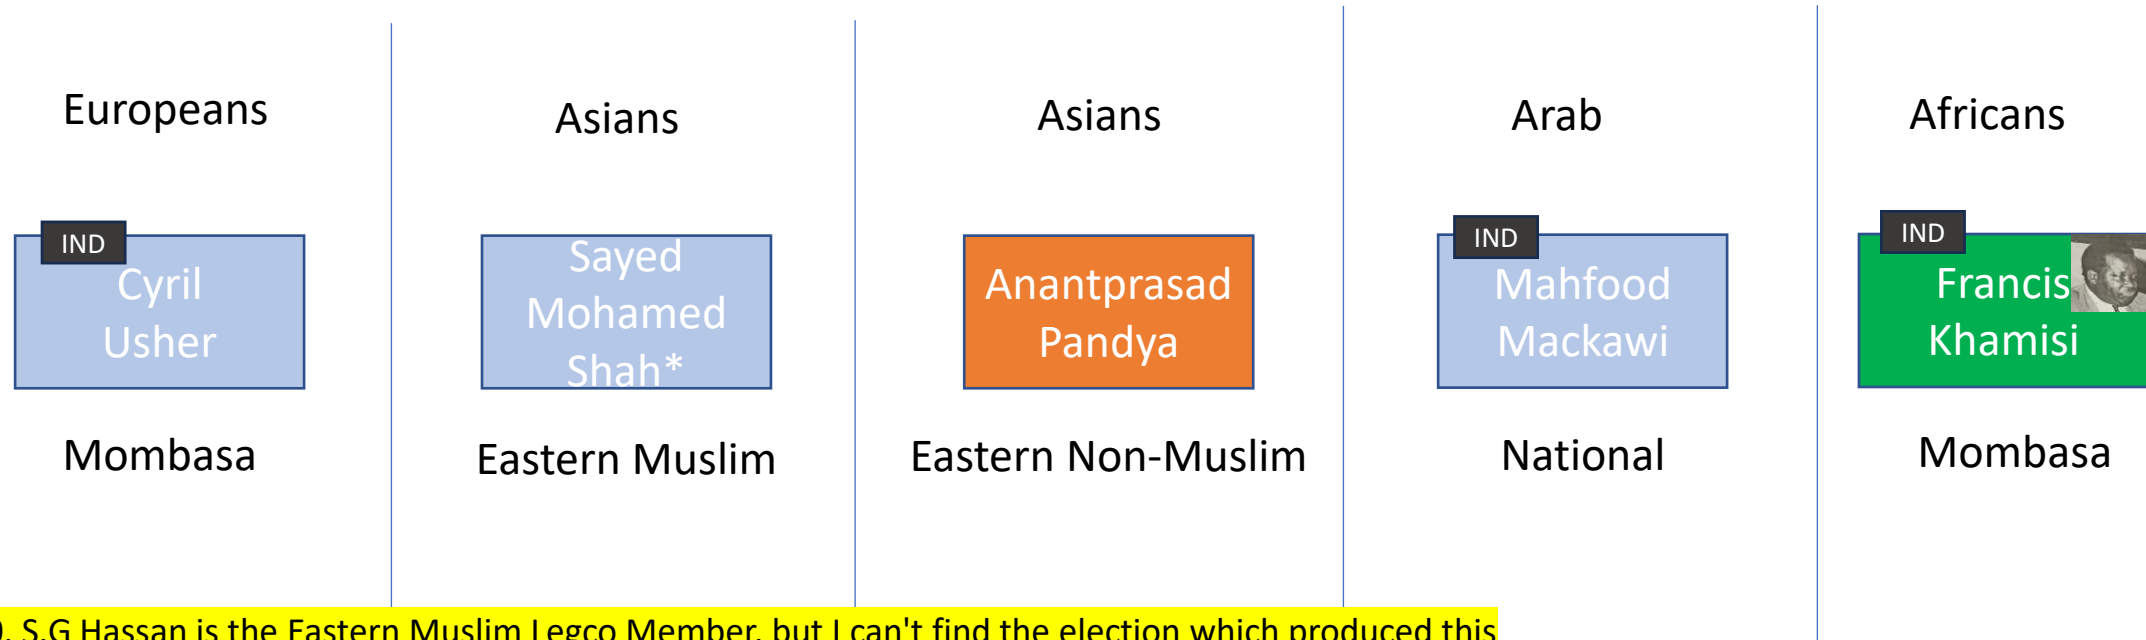 Europeans
Asians
Asians
Arab
Africans
IND
Cyril
Usher
Sayed
Mohamed
Shah*
Anantprasad
Pandya
IND
Mahfood
Mackawi
IND
Francis
Khamisi
Mombasa
Eastern Muslim
Eastern Non-Muslim
National
Mombasa
S.G Hassan is the Eastern Muslim Legco Member, but I can't find the election which produced this